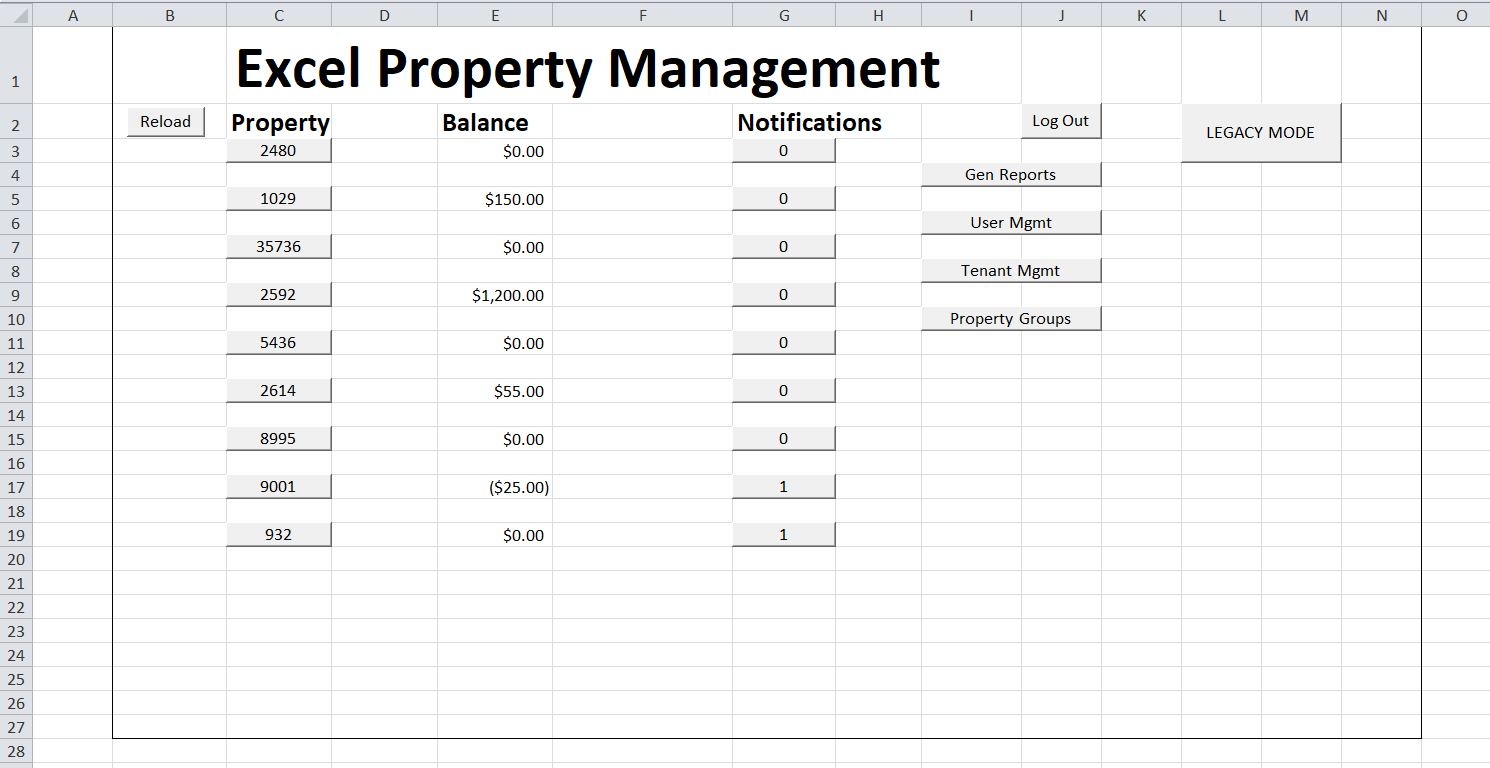 A B C D E F G H I J K L M N O
1 Excel Property Management
2 Reload Property Balance Notifications Log Out LEGACY MODE
3 2480 $0.00 0
4 Gen Reports
5 1029 $150.00 0
6 User Mgmt
7 35736 $0.00 0
8 Tenant Mgmt
9 2592 $1,200.00 0
10 Property Groups
11 5436 $0.00 0
12
13 2614 $55.00 0
14
15 8995 $0.00 0
16
17 9001 ($25.00) 1
18
19 932 $0.00 1
20
21
22
23
24
25
26
27
28